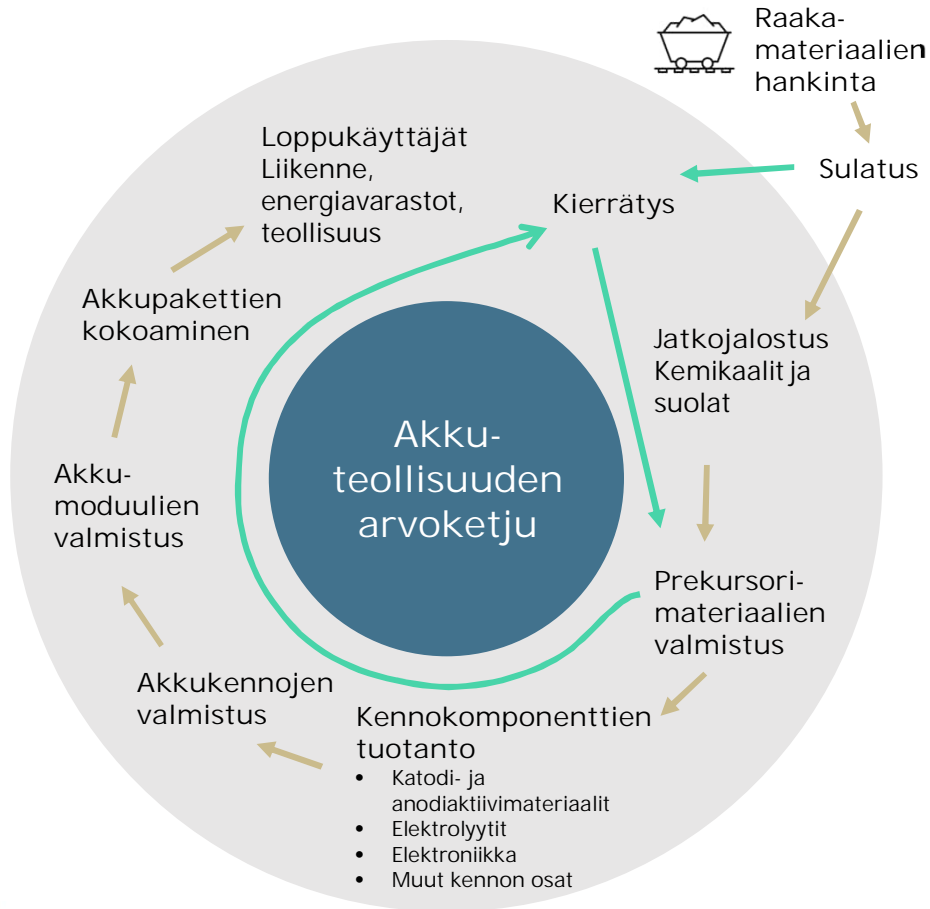 Raaka-
materiaalien
hankinta
Sulatus
Kierrätys
Jatkojalostus
Kemikaalit ja
suolat
Prekursori-
materiaalien
valmistus
Kennokomponenttien
tuotanto
• Katodi- ja
anodiaktiivimateriaalit
• Elektrolyytit
• Elektroniikka
• Muut kennon osat
Akkukennojen
valmistus
Akku-
moduulien
valmistus
Akkupakettien
kokoaminen
Loppukäyttäjät
Liikenne,
energiavarastot,
teollisuus
Akku-
teollisuuden
arvoketju